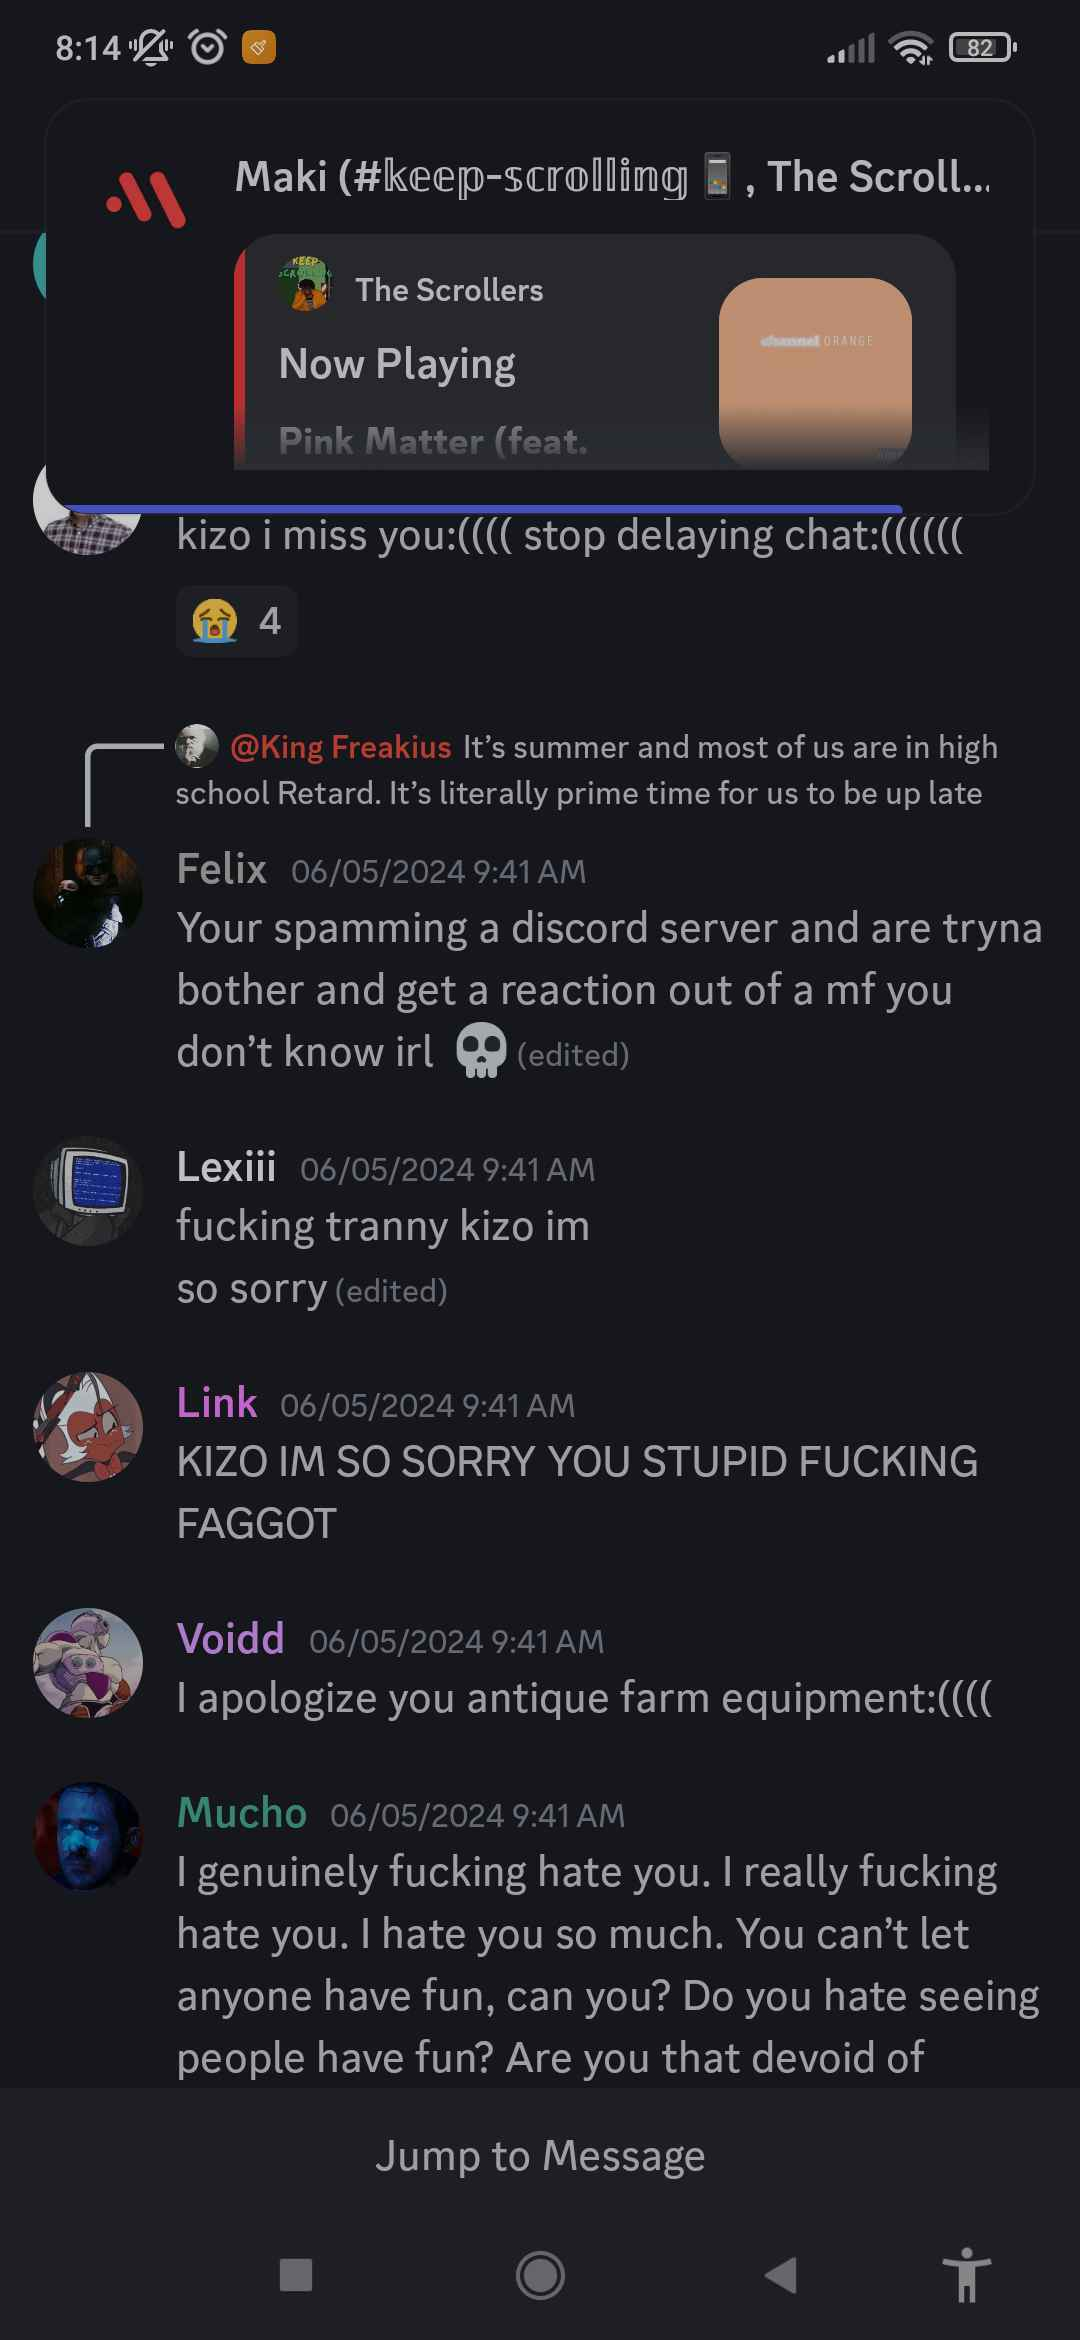 8:14
82
Maki (#𝕜𝕖𝕖𝕡-𝕤𝕔𝕣𝕠𝕝𝕝𝕚𝕟𝕘📱, The Scroll...
The Scrollers
Now Playing
channel ORANGE
Pink Matter (feat.
kizo i miss you:(((( stop delaying chat:((((((
😭 4
@King Freakius It’s summer and most of us are in high
school Retard. It’s literally prime time for us to be up late
Felix 06/05/2024 9:41 AM
Your spamming a discord server and are tryna
bother and get a reaction out of a mf you
don’t know irl 💀 (edited)
Lexiii 06/05/2024 9:41 AM
fucking tranny kizo im
so sorry (edited)
Link 06/05/2024 9:41 AM
KIZO IM SO SORRY YOU STUPID FUCKING
FAGGOT
Voidd 06/05/2024 9:41 AM
I apologize you antique farm equipment:((((
Mucho 06/05/2024 9:41 AM
I genuinely fucking hate you. I really fucking
hate you. I hate you so much. You can’t let
anyone have fun, can you? Do you hate seeing
people have fun? Are you that devoid of
Jump to Message